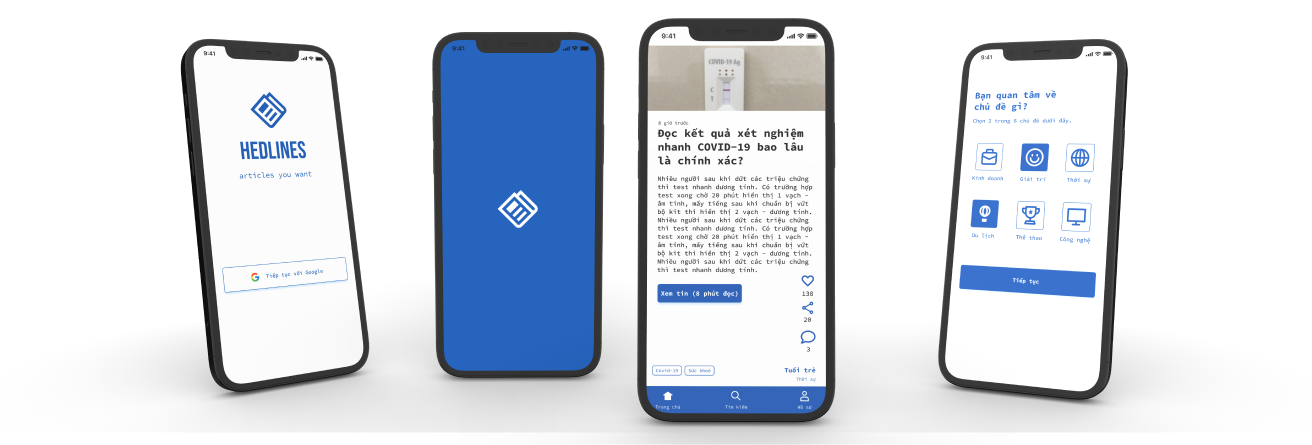 9:41
HEDLINES
articles you want
Tiếp tục với Google
9:41
9:41
COVID-19 Ag
C
T
8 giờ trước
Đọc kết quả xét nghiệm
nhanh COVID-19 bao lâu
là chính xác?
Nhiều người sau khi dứt các triệu chứng
thì test nhanh dương tính. Có trường hợp
test xong chờ 20 phút hiển thị 1 vạch -
âm tính, mấy tiếng sau khi chuẩn bị vứt
bộ kit thì hiển thị 2 vạch - dương tính.
Nhiều người sau khi dứt các triệu chứng
thì test nhanh dương tính. Có trường hợp
test xong chờ 20 phút hiển thị 1 vạch -
âm tính, mấy tiếng sau khi chuẩn bị vứt
bộ kit thì hiển thị 2 vạch - dương tính.
Nhiều người sau khi dứt các triệu chứng
thì test nhanh dương tính.
Xem tin (8 phút đọc)
138
20
3
Covid-19
Sức khoẻ
Tuổi trẻ
Thời sự
Trang chủ
Tìm kiếm
Hồ sơ
9:41
Bạn quan tâm về
chủ đề gì?
Chọn 2 trong 6 chủ đề dưới đây.
Kinh doanh
Giải trí
Thời sự
Du lịch
Thể thao
Công nghệ
Tiếp tục